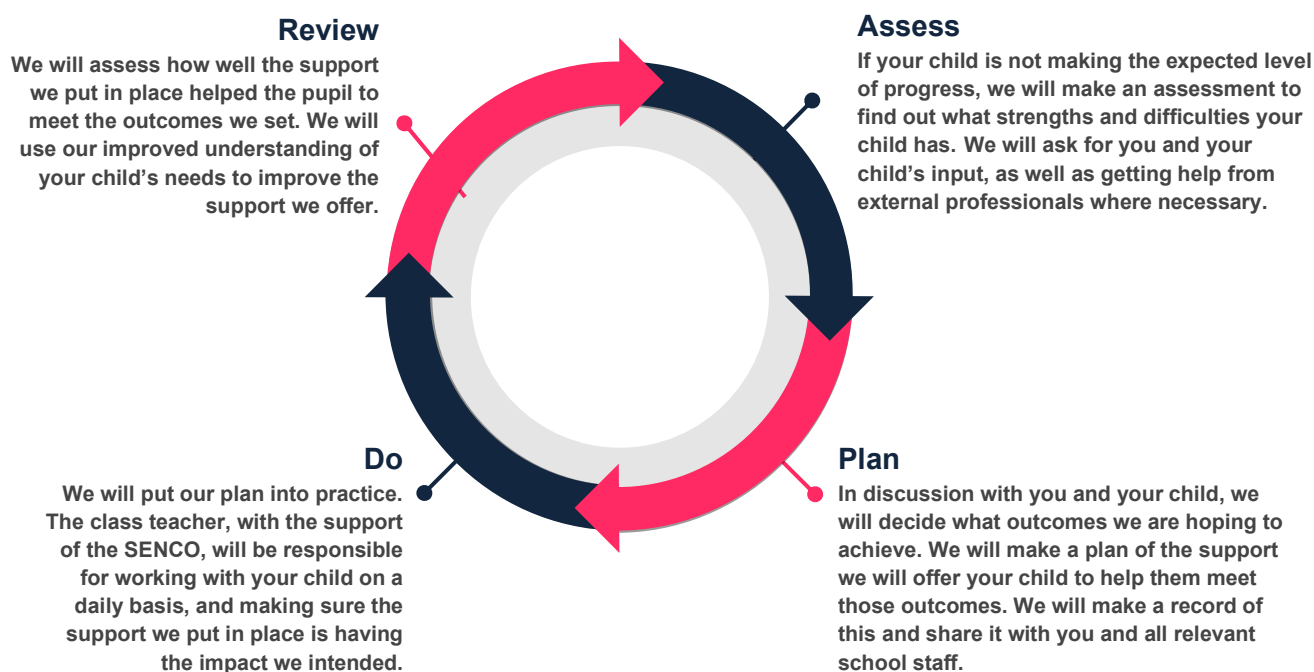 Review
We will assess how well the support
we put in place helped the pupil to
meet the outcomes we set. We will
use our improved understanding of
your child’s needs to improve the
support we offer.
Assess
If your child is not making the expected level
of progress, we will make an assessment to
find out what strengths and difficulties your
child has. We will ask for you and your
child’s input, as well as getting help from
external professionals where necessary.
Do
We will put our plan into practice.
The class teacher, with the support
of the SENCO, will be responsible
for working with your child on a
daily basis, and making sure the
support we put in place is having
the impact we intended.
Plan
In discussion with you and your child, we
will decide what outcomes we are hoping to
achieve. We will make a plan of the support
we will offer your child to help them meet
those outcomes. We will make a record of
this and share it with you and all relevant
school staff.